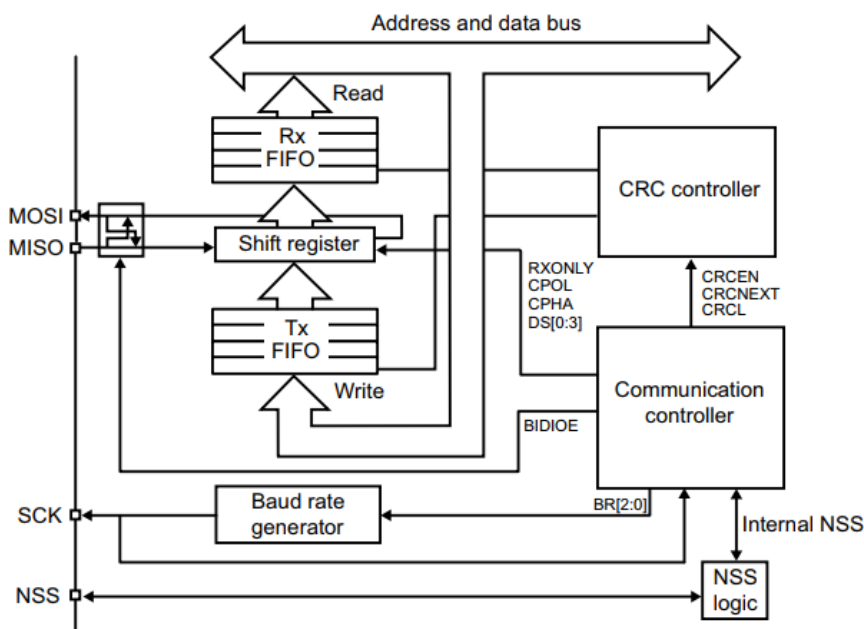 Address and data bus
Read
Rx
FIFO
CRC controller
MOSI
MISO
Shift register
RXONLY
CPOL
CPHA
DS[0:3]
CRCEN
CRCNEXT
CRCL
Tx
FIFO
Write
Communication
controller
BIDIOE
SCK
Baud rate
generator
BR[2:0]
Internal NSS
NSS
NSS
logic